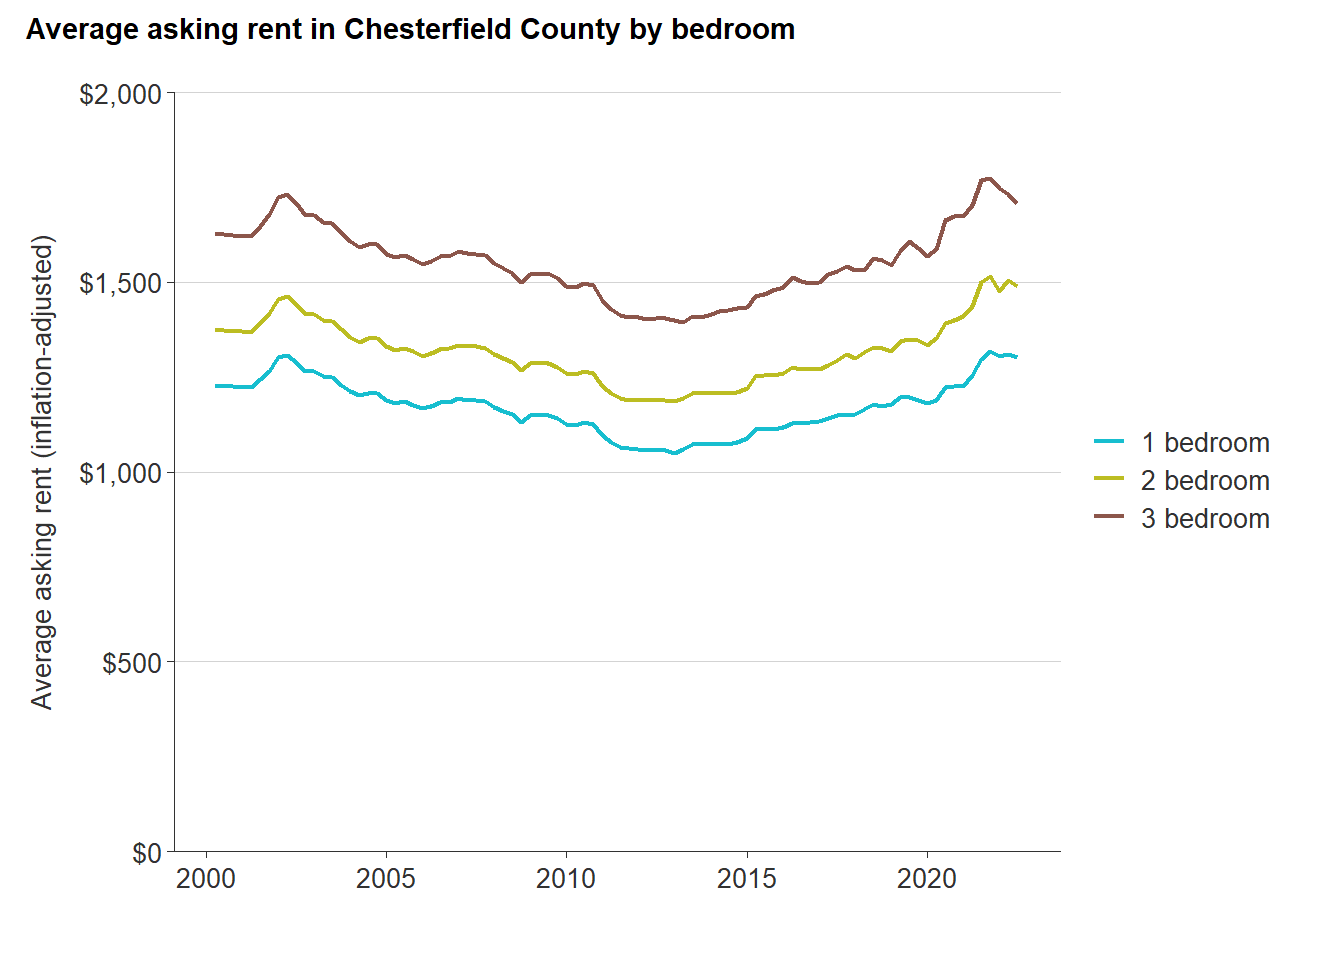 Average asking rent in Chesterfield County by bedroom
Average asking rent (inflation-adjusted)
$2,000
$1,500
$1,000
$500
$0
2000 2005 2010 2015 2020
1 bedroom
2 bedroom
3 bedroom